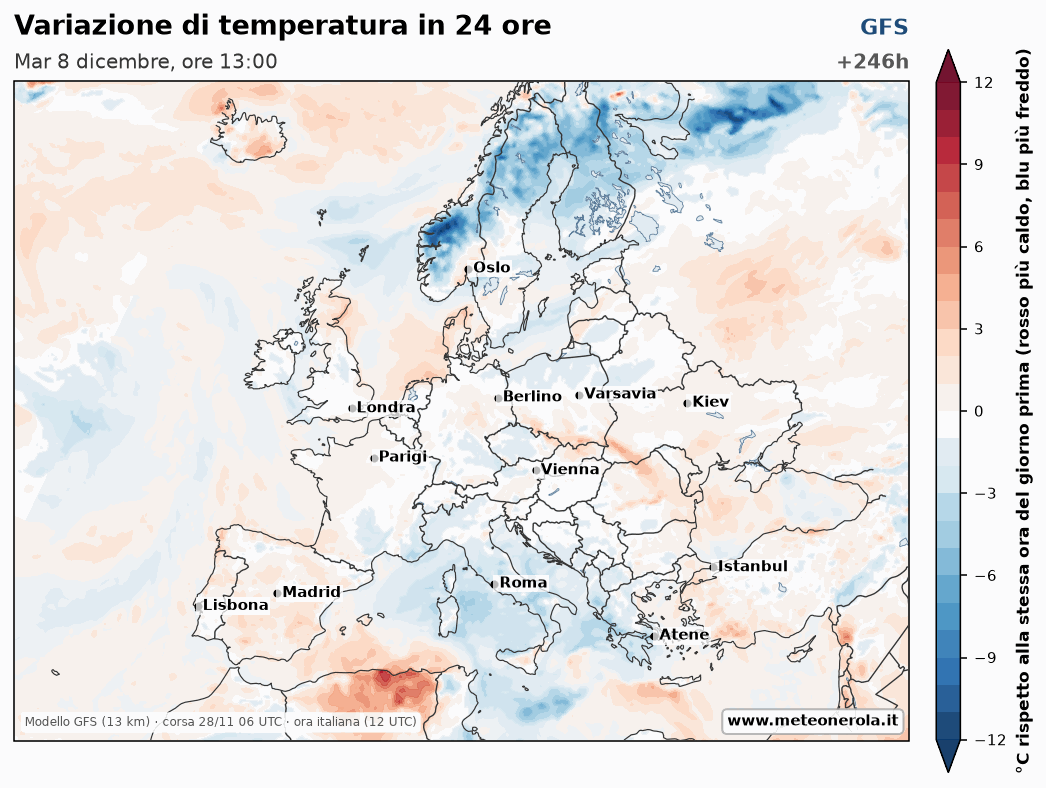 Variazione di temperatura in 24 ore
GFS
Mar 8 dicembre, ore 13:00
+246h
Oslo
Berlino
Varsavia
Kiev
Londra
Parigi
Vienna
Istanbul
Roma
Madrid
Lisbona
Atene
Modello GFS (13 km) · corsa 28/11 06 UTC · ora italiana (12 UTC)
www.meteonerola.it
12
9
6
3
0
−3
−6
−9
−12
°C rispetto alla stessa ora del giorno prima (rosso più caldo, blu più freddo)